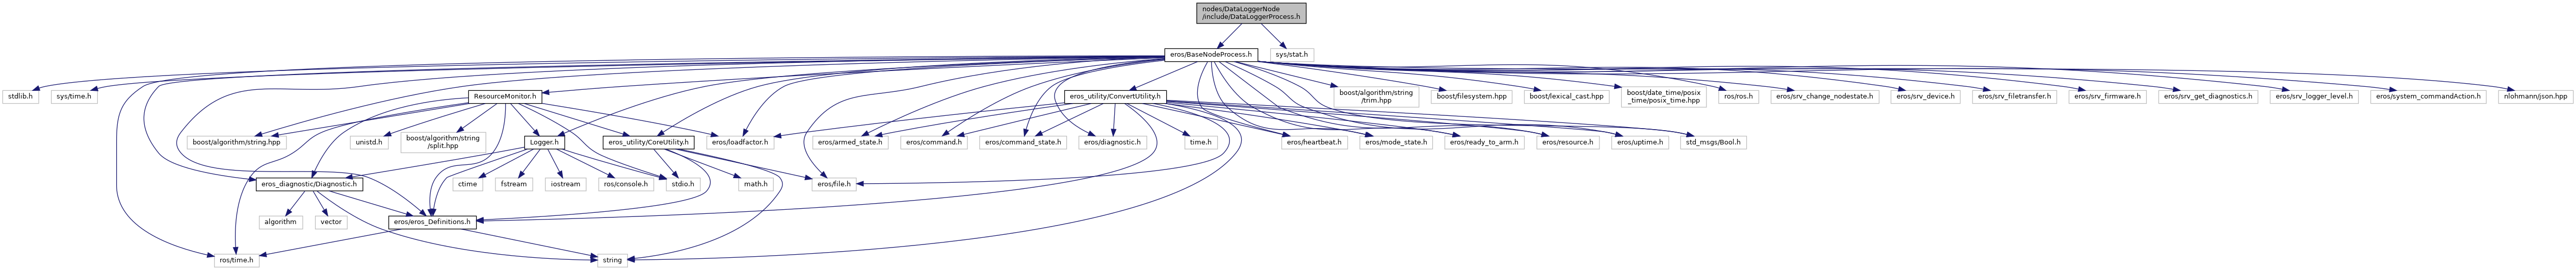 nodes/DataLoggerNode
/include/DataLoggerProcess.h
eros/BaseNodeProcess.h
sys/stat.h
stdlib.h
sys/time.h
ResourceMonitor.h
eros_utility/ConvertUtility.h
boost/algorithm/string
/trim.hpp
boost/filesystem.hpp
boost/lexical_cast.hpp
boost/date_time/posix
_time/posix_time.hpp
ros/ros.h
eros/srv_change_nodestate.h
eros/srv_device.h
eros/srv_filetransfer.h
eros/srv_firmware.h
eros/srv_get_diagnostics.h
eros/srv_logger_level.h
eros/system_commandAction.h
nlohmann/json.hpp
boost/algorithm/string.hpp
unistd.h
boost/algorithm/string
/split.hpp
Logger.h
eros_utility/CoreUtility.h
eros/loadfactor.h
eros/armed_state.h
eros/command.h
eros/command_state.h
eros/diagnostic.h
time.h
eros/heartbeat.h
eros/mode_state.h
eros/ready_to_arm.h
eros/resource.h
eros/uptime.h
std_msgs/Bool.h
eros_diagnostic/Diagnostic.h
ctime
fstream
iostream
ros/console.h
stdio.h
math.h
eros/file.h
algorithm
vector
eros/eros_Definitions.h
ros/time.h
string